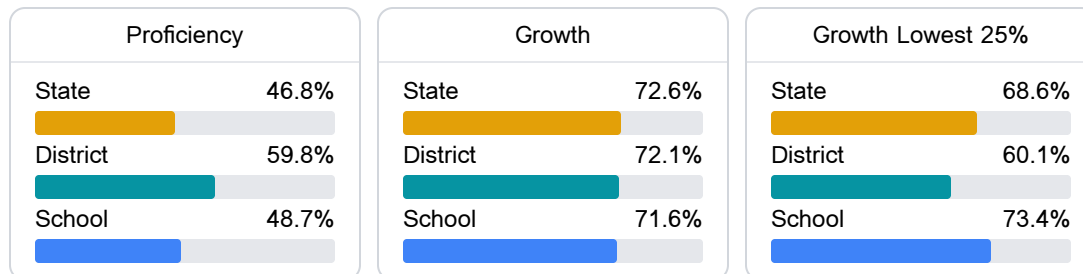 Proficiency
State 46.8%
District 59.8%
School 48.7%
Growth
State 72.6%
District 72.1%
School 71.6%
Growth Lowest 25%
State 68.6%
District 60.1%
School 73.4%